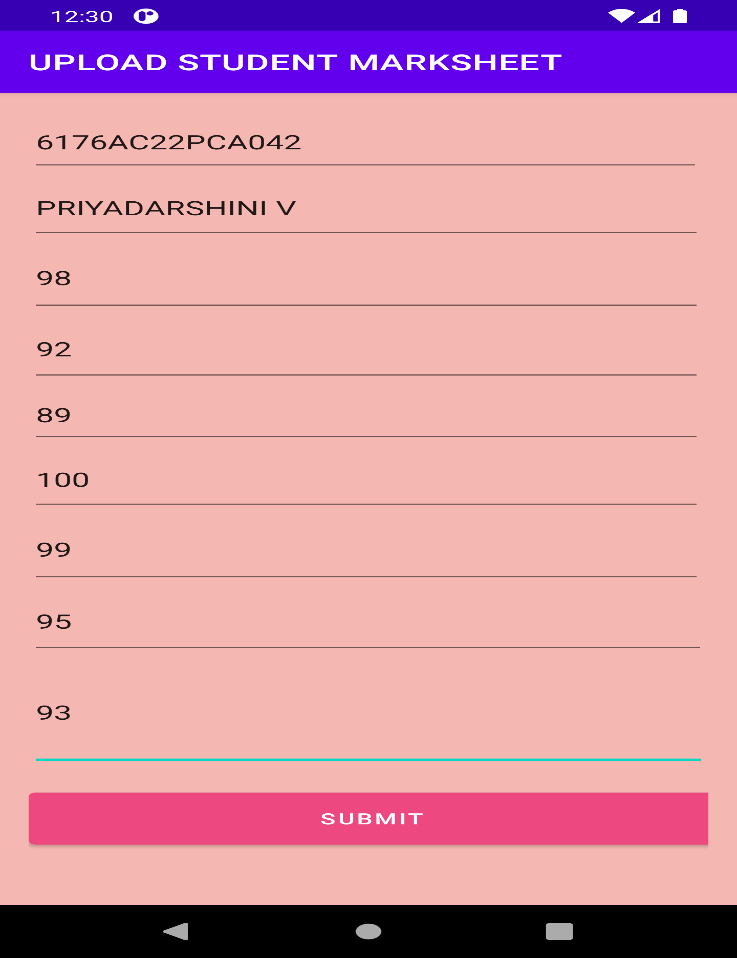 12:30
UPLOAD STUDENT MARKSHEET
6176AC22PCA042
PRIYADARSHINI V
98
92
89
100
99
95
93
SUBMIT